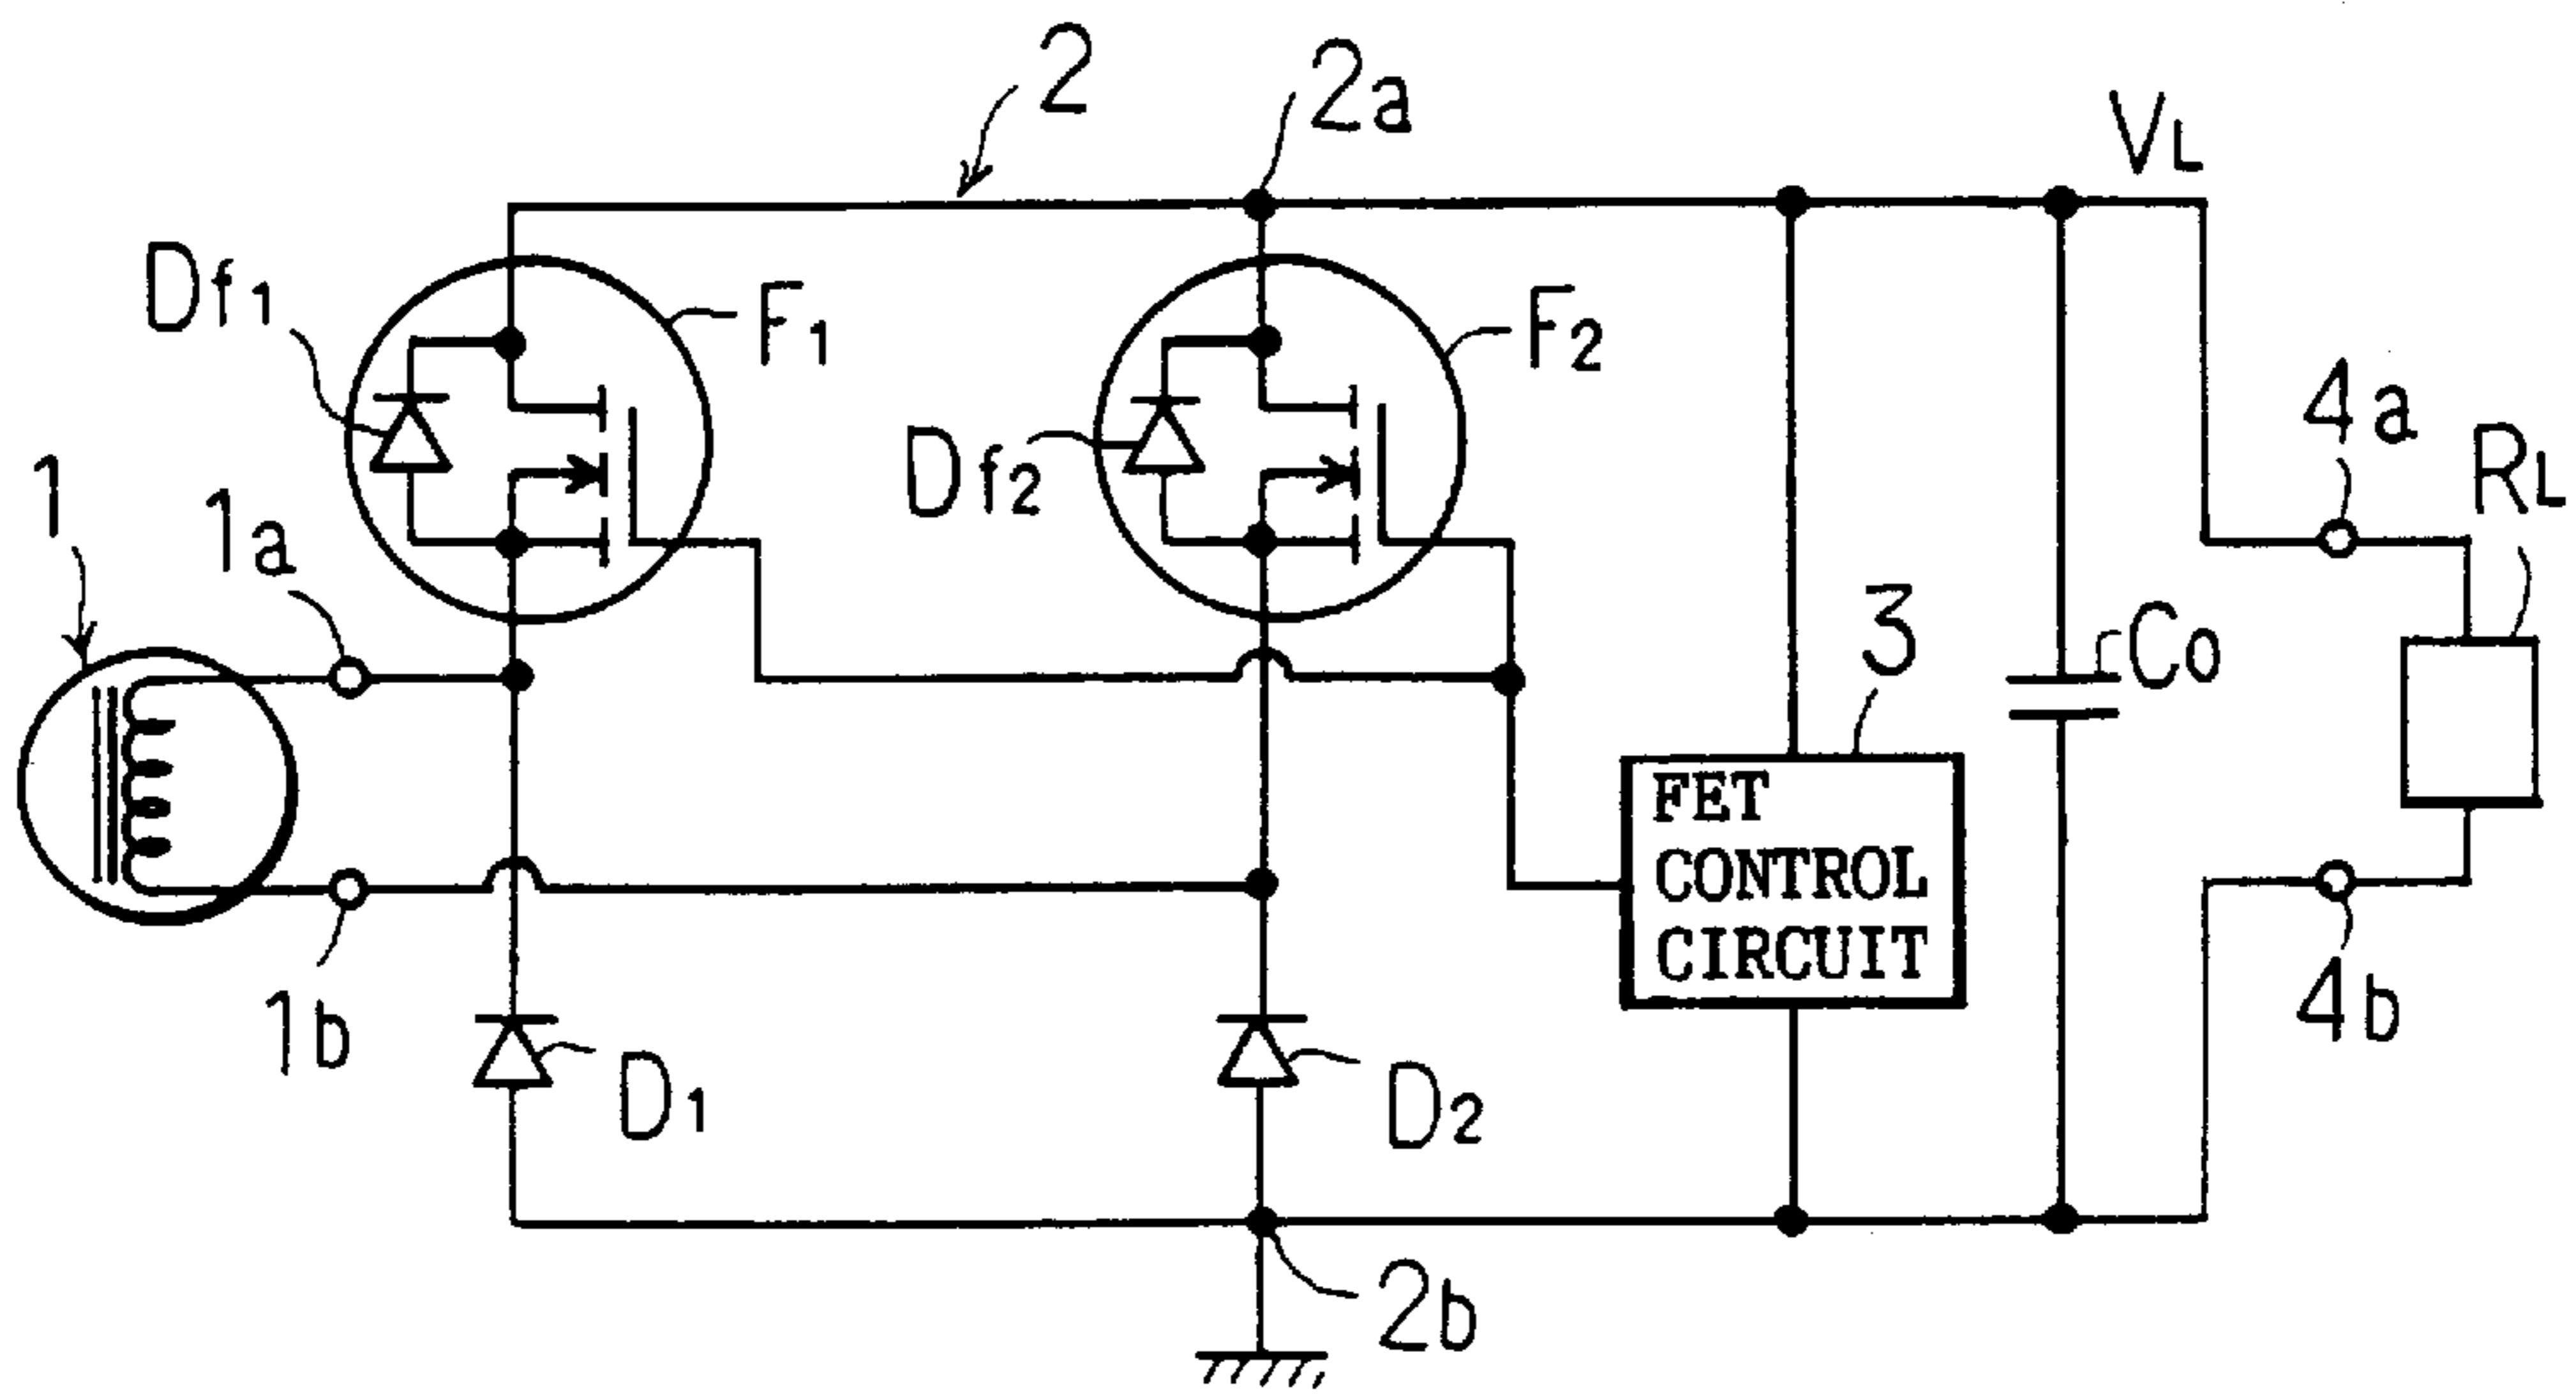 2
2a
VL
Df1
F1
F2
4a
Df2
RL
1
1a
3
C0
FET
CONTROL
CIRCUIT
1b
4b
D1
D2
2b